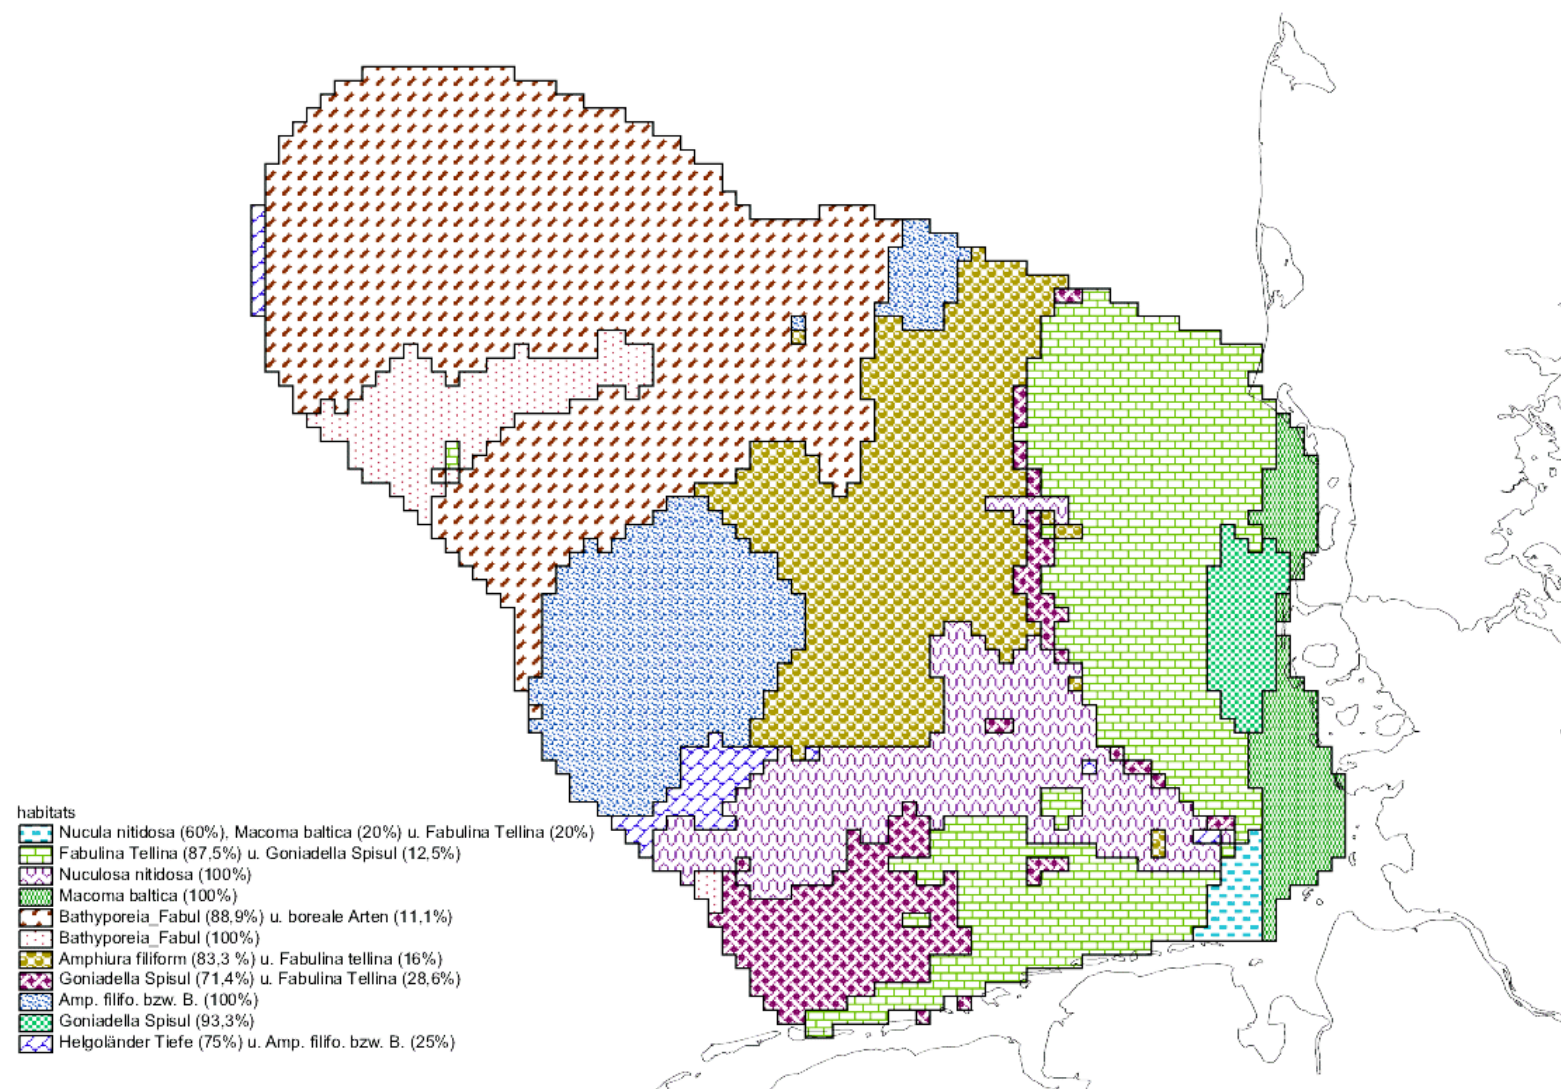 habitats
Nucula nitidosa (60%), Macoma baltica (20%) u. Fabulina Tellina (20%)
Fabulina Tellina (87,5%) u. Goniadella Spisul (12,5%)
Nuculosa nitidosa (100%)
Macoma baltica (100%)
Bathyporeia_Fabul (88,9%) u. boreale Arten (11,1%)
Bathyporeia_Fabul (100%)
Amphiura filiform (83,3 %) u. Fabulina tellina (16%)
Goniadella Spisul (71,4%) u. Fabulina Tellina (28,6%)
Amp. filifo. bzw. B. (100%)
Goniadella Spisul (93,3%)
Helgoländer Tiefe (75%) u. Amp. filifo. bzw. B. (25%)